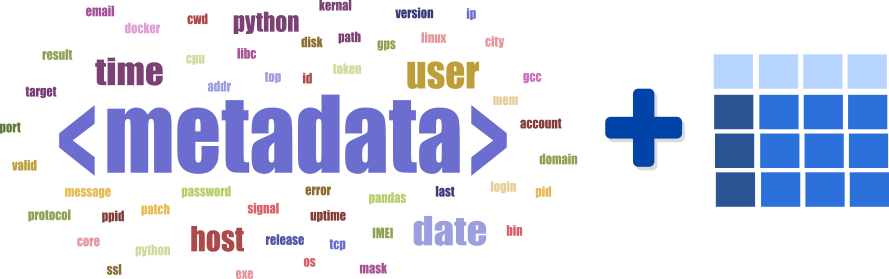 kernal
email
cwd
python
version
ip
docker
disk
path
gps
linux
city
result
time
cpu
libc
user
addr
top
id
token
gcc
target
mem
<metadata>
port
account
valid
domain
message
password
error
pandas
last
login
pid
protocol
ppid
patch
signal
uptime
IMEI
date
bin
core
python
host
release
tcp
ssl
exe
os
mask